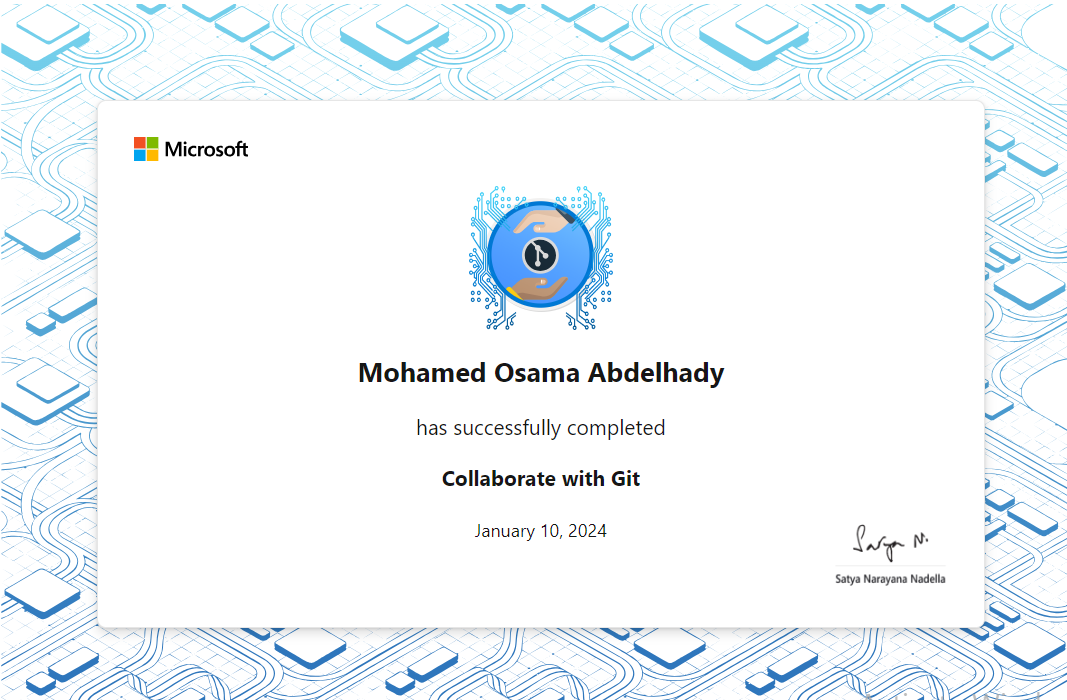 Microsoft
Mohamed Osama Abdelhady
has successfully completed
Collaborate with Git
January 10, 2024
Satya N.
Satya Narayana Nadella